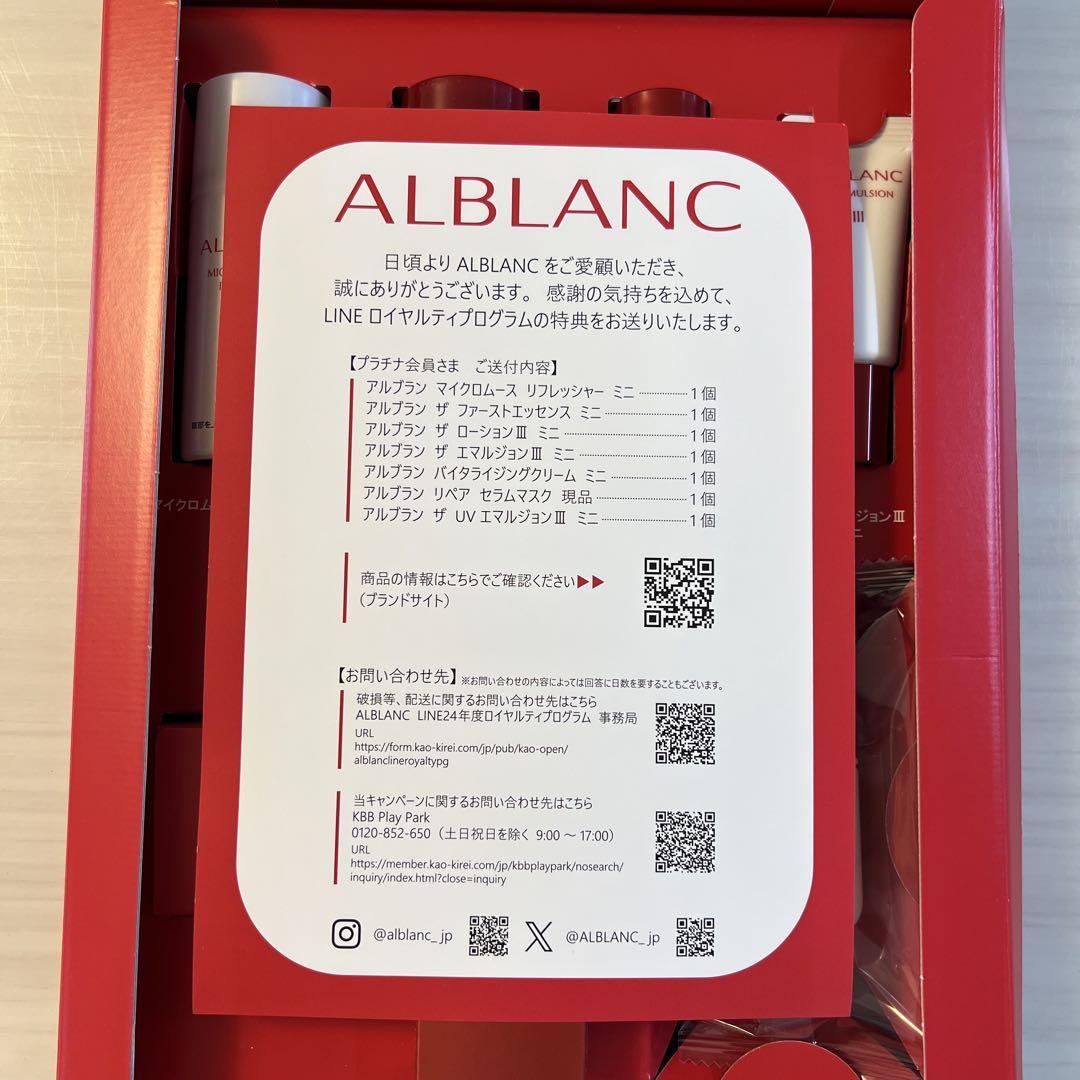 ALBLANC
日頃より ALBLANC をご愛顧いただき、
誠にありがとうございます。 感謝の気持ちを込めて、
LINE ロイヤルティプログラムの特典をお送りいたします。
【プラチナ会員さま ご送付内容】
アルブラン マイクロムース リフレッシャー ミニ ………………1個
アルブラン ザ ファーストエッセンス ミニ ………………1個
アルブラン ザ ローションⅢ ミニ ………………1個
アルブラン ザ エマルジョンⅢ ミニ ………………1個
アルブラン バイタライジングクリーム ミニ ………………1個
アルブラン リペア セラムマスク 現品 ………………1個
アルブラン ザ UV エマルジョンⅢ ミニ ………………1個
商品の情報はこちらでご確認ください▶▶
(ブランドサイト)
【お問い合わせ先】 ※お問い合わせの内容によっては回答に日数を要することもございます。
破損等、配送に関するお問い合わせ先はこちら
ALBLANC LINE24年度ロイヤルティプログラム 事務局
URL
https://form.kao-kirei.com/jp/pub/kao-open/
alblanclineroyaltypg
当キャンペーンに関するお問い合わせ先はこちら
KBB Play Park
0120-852-650（土日祝日を除く 9:00 ～ 17:00）
URL
https://member.kao-kirei.com/jp/kbbplaypark/nosearch/
inquiry/index.html?close=inquiry
@alblanc_jp
@ALBLANC_jp
AL
MIC
マイクロム
LANC
MULSION
III
ジョンⅢ
ニ